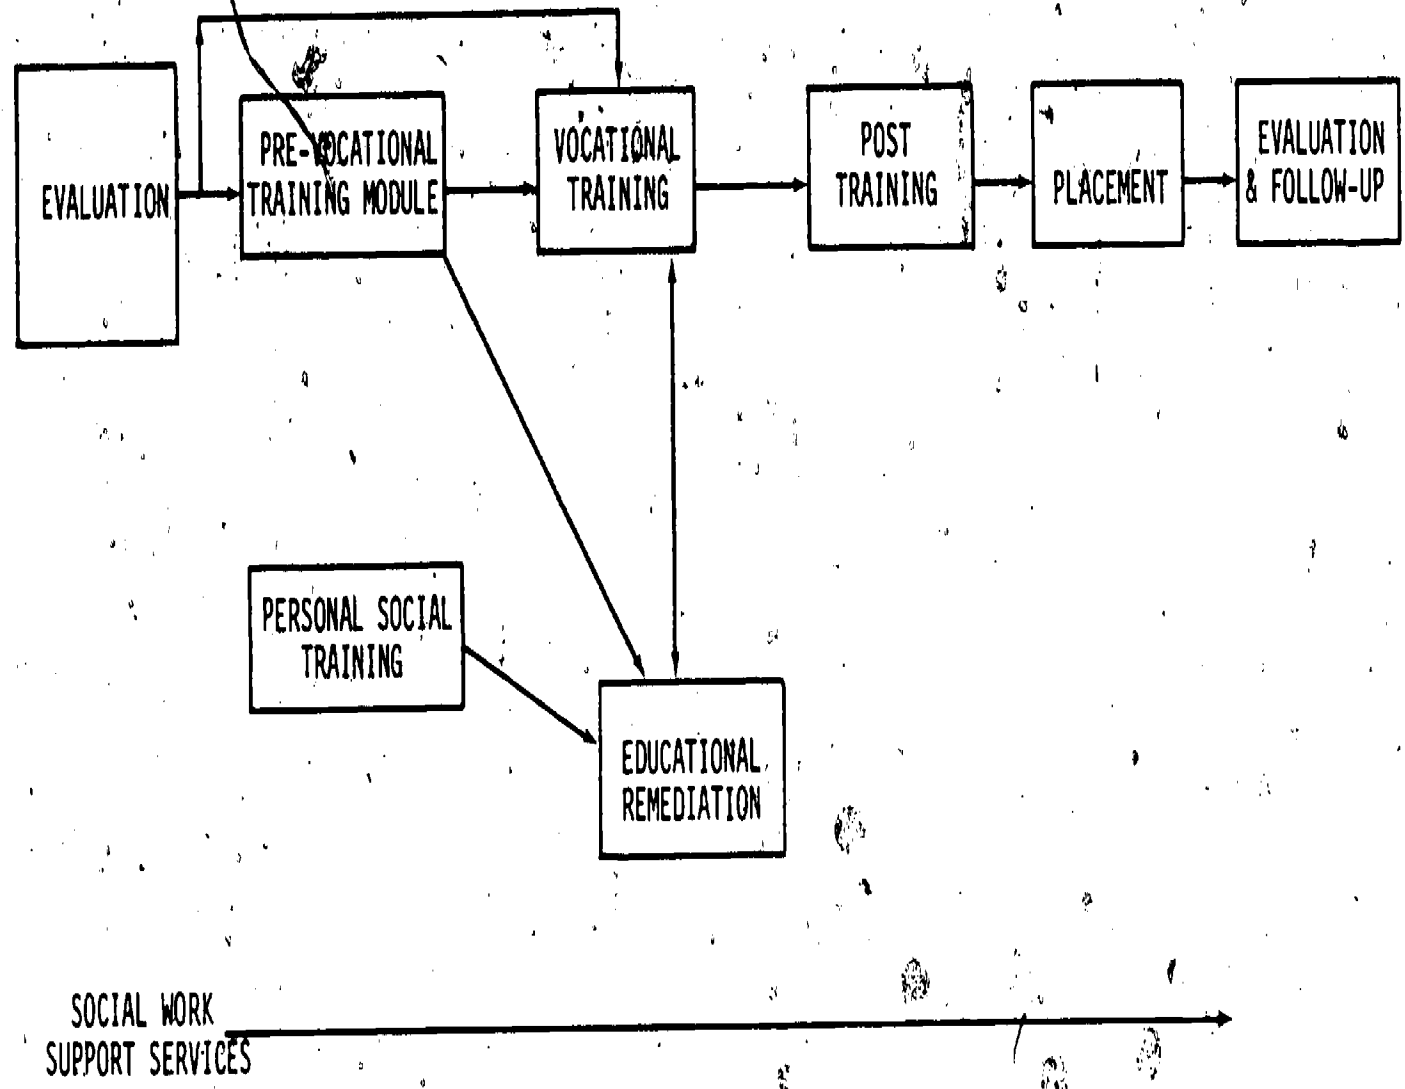 EVALUATION
PRE-VOCATIONAL
TRAINING MODULE
VOCATIONAL
TRAINING
POST
TRAINING
PLACEMENT
EVALUATION
& FOLLOW-UP
PERSONAL SOCIAL
TRAINING
EDUCATIONAL
REMEDIATION
SOCIAL WORK
SUPPORT SERVICES